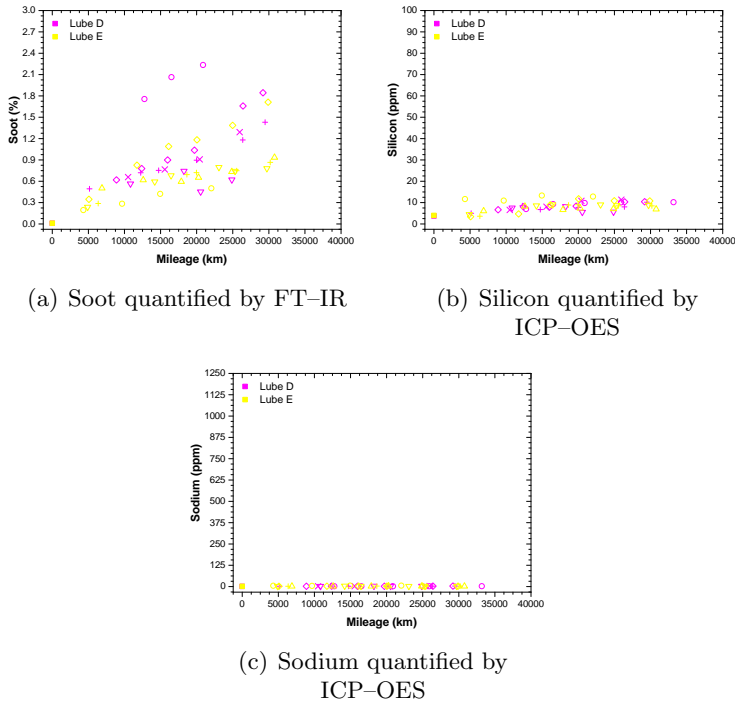 3.0
2.7
2.4
2.1
1.8
1.5
1.2
0.9
0.6
0.3
0.0
Soot (%)
Lube D
Lube E
0 5000 10000 15000 20000 25000 30000 35000 40000
Mileage (km)
(a) Soot quantified by FT–IR
100
90
80
70
60
50
40
30
20
10
0
Silicon (ppm)
Lube D
Lube E
0 5000 10000 15000 20000 25000 30000 35000 40000
Mileage (km)
(b) Silicon quantified by
ICP–OES
1250
1125
1000
875
750
625
500
375
250
125
0
Sodium (ppm)
Lube D
Lube E
0 5000 10000 15000 20000 25000 30000 35000 40000
Mileage (km)
(c) Sodium quantified by
ICP–OES